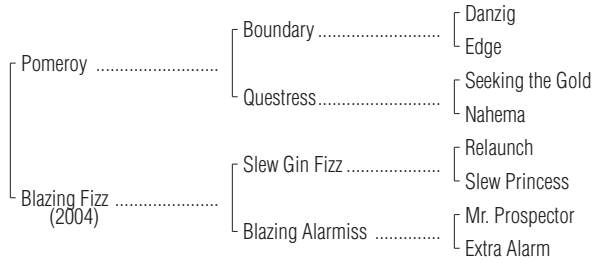 Danzig
Boundary ..........................
Edge
Pomeroy ..........................
Seeking the Gold
Questress..........................
Nahema
Relaunch
Slew Gin Fizz ....................
Slew Princess
Blazing Fizz ......................
(2004)
Mr. Prospector
Blazing Alarmiss ..............
Extra Alarm